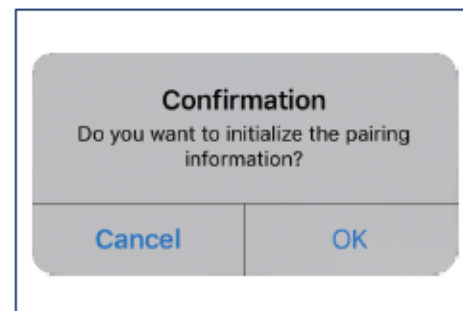 Confirmation
Do you want to initialize the pairing
information?
Cancel
OK